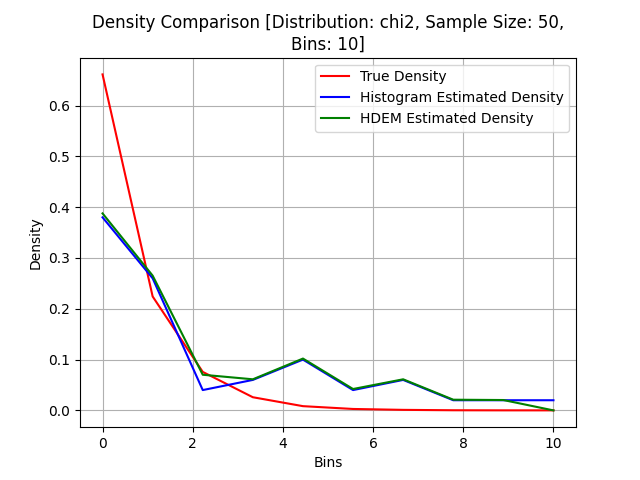 Density Comparison [Distribution: chi2, Sample Size: 50,
Bins: 10]
True Density
Histogram Estimated Density
HDEM Estimated Density
Density
0.6
0.5
0.4
0.3
0.2
0.1
0.0
0 2 4 6 8 10
Bins